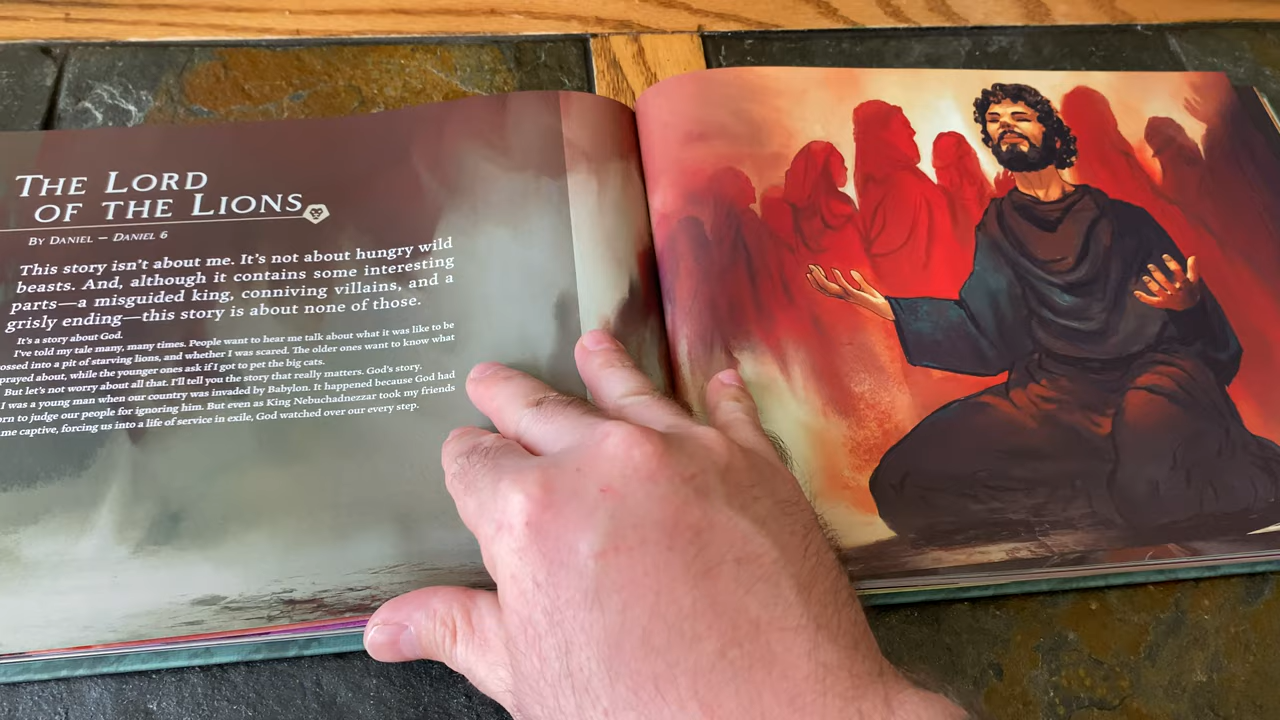 The Lord
of the Lions
By Daniel — Daniel 6
This story isn't about me. It's not about hungry wild
beasts. And, although it contains some interesting
parts—a misguided king, conniving villains, and a
grisly ending—this story is about none of those.
It's a story about God.
I've told my tale many, many times. People want to hear me talk about what it was like to be
ossed into a pit of starving lions, and whether I was scared. The older ones want to know what
prayed about, while the younger ones ask if I got to pet the big cats.
But let's not worry about all that. I'll tell you the story that really matters. God's story.
I was a young man when our country was invaded by Babylon. It happened because God had
orn to judge our people for ignoring him. But even as King Nebuchadnezzar took my friends
me captive, forcing us into a life of service in exile, God watched over our every step.